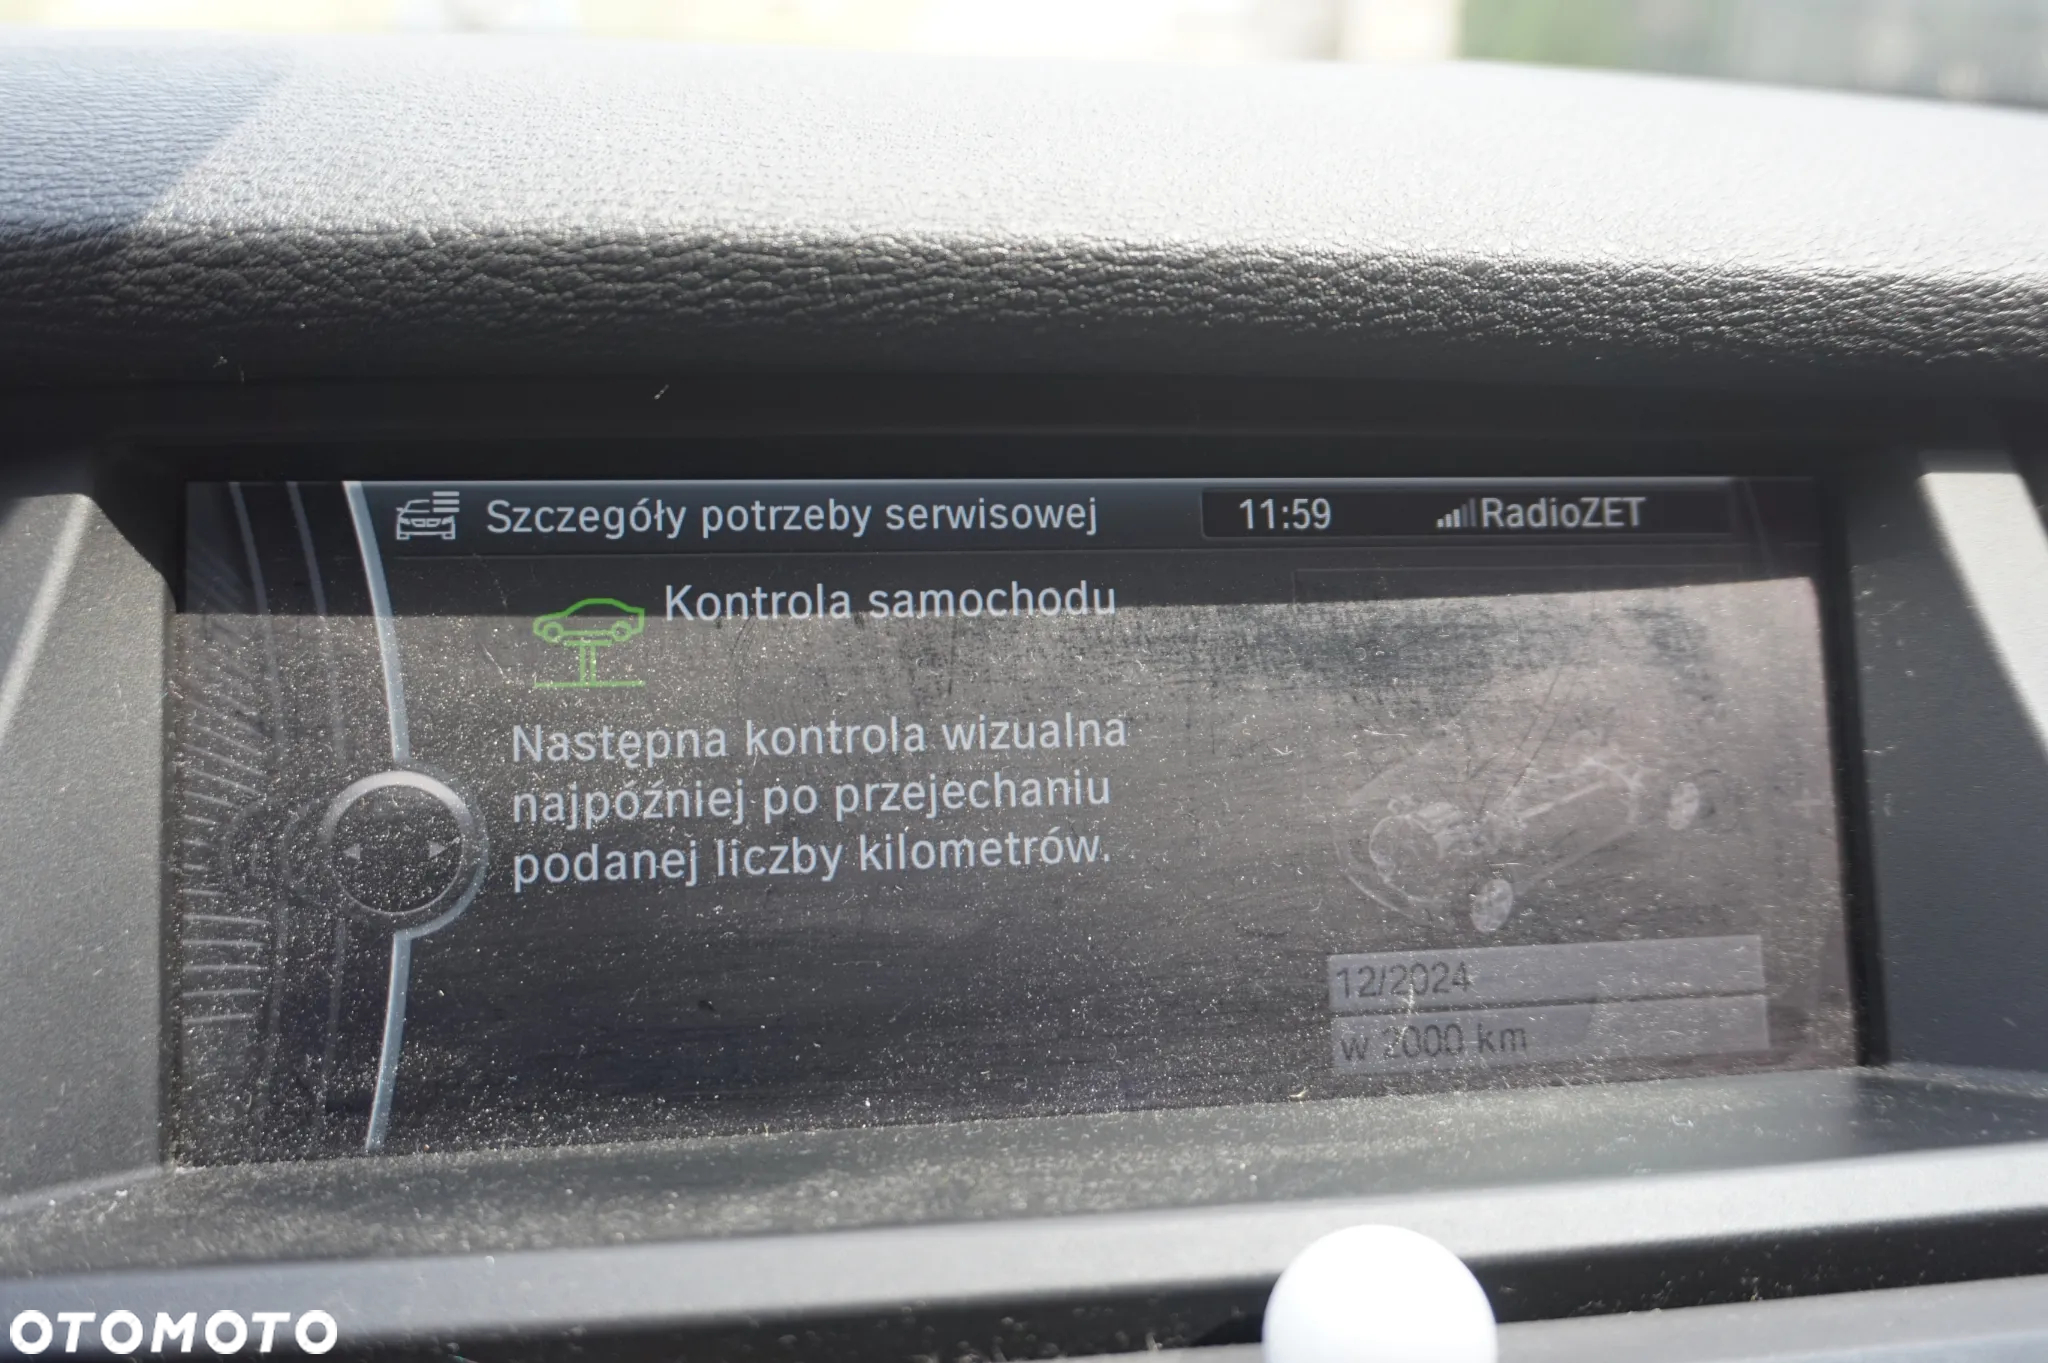 Szczegóły potrzeby serwisowej 11:59 RadioZET
Kontrola samochodu
Następna kontrola wizualna
najpóźniej po przejechaniu
podanej liczby kilometrów.
12/2024
w 2000 km
OTOMOTO